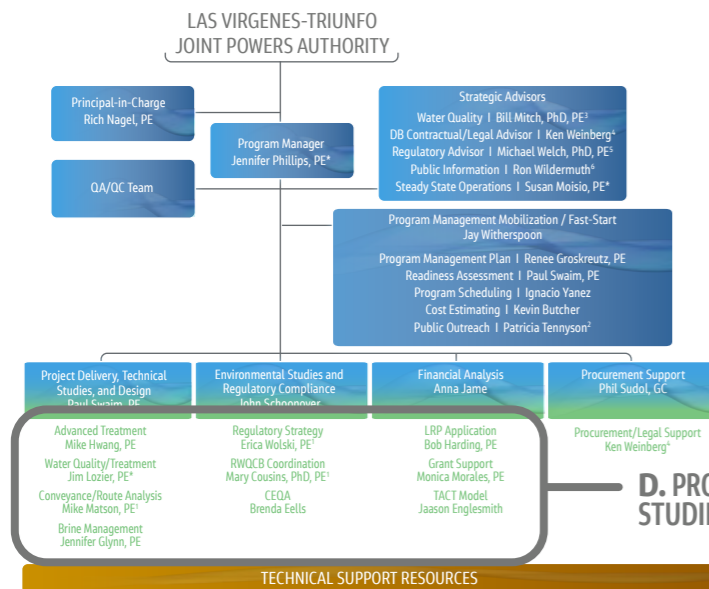 LAS VIRGENES-TRIUNFO
JOINT POWERS AUTHORITY
Principal-in-Charge
Rich Nagel, PE
Program Manager
Jennifer Phillips, PE*
QA/QC Team
Strategic Advisors
Water Quality | Bill Mitch, PhD, PE³
DB Contractual/Legal Advisor | Ken Weinberg⁴
Regulatory Advisor | Michael Welch, PhD, PE⁵
Public Information | Ron Wildermuth⁶
Steady State Operations | Susan Moisio, PE*
Program Management Mobilization / Fast-Start
Jay Witherspoon
Program Management Plan | Renee Groskreutz, PE
Readiness Assessment | Paul Swaim, PE
Program Scheduling | Ignacio Yanez
Cost Estimating | Kevin Butcher
Public Outreach | Patricia Tennyson²
Project Delivery, Technical
Studies, and Design
Paul Swaim, PE
Advanced Treatment
Mike Hwang, PE
Water Quality/Treatment
Jim Lozier, PE*
Conveyance/Route Analysis
Mike Matson, PE¹
Brine Management
Jennifer Glynn, PE
Environmental Studies and
Regulatory Compliance
John Schoonover
Regulatory Strategy
Erica Wolski, PE¹
RWQCB Coordination
Mary Cousins, PhD, PE¹
CEQA
Brenda Eells
Financial Analysis
Anna Jame
LRP Application
Bob Harding, PE
Grant Support
Monica Morales, PE
TACT Model
Jaason Englesmith
Procurement Support
Phil Sudol, GC
Procurement/Legal Support
Ken Weinberg⁴
D. PRO
STUDIE
TECHNICAL SUPPORT RESOURCES